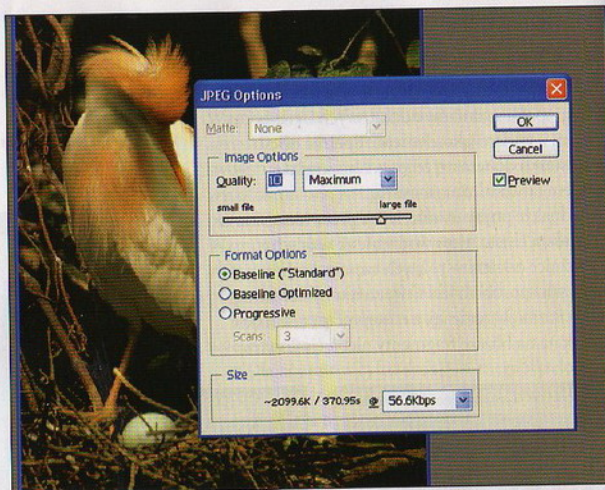 JPEG Options
Matte: None
OK
Cancel
Preview
Image Options
Quality: 10 Maximum
small file large file
Format Options
Baseline ("Standard")
Baseline Optimized
Progressive
Scans: 3
Size
~2099.6K / 370.95s @ 56.6Kbps